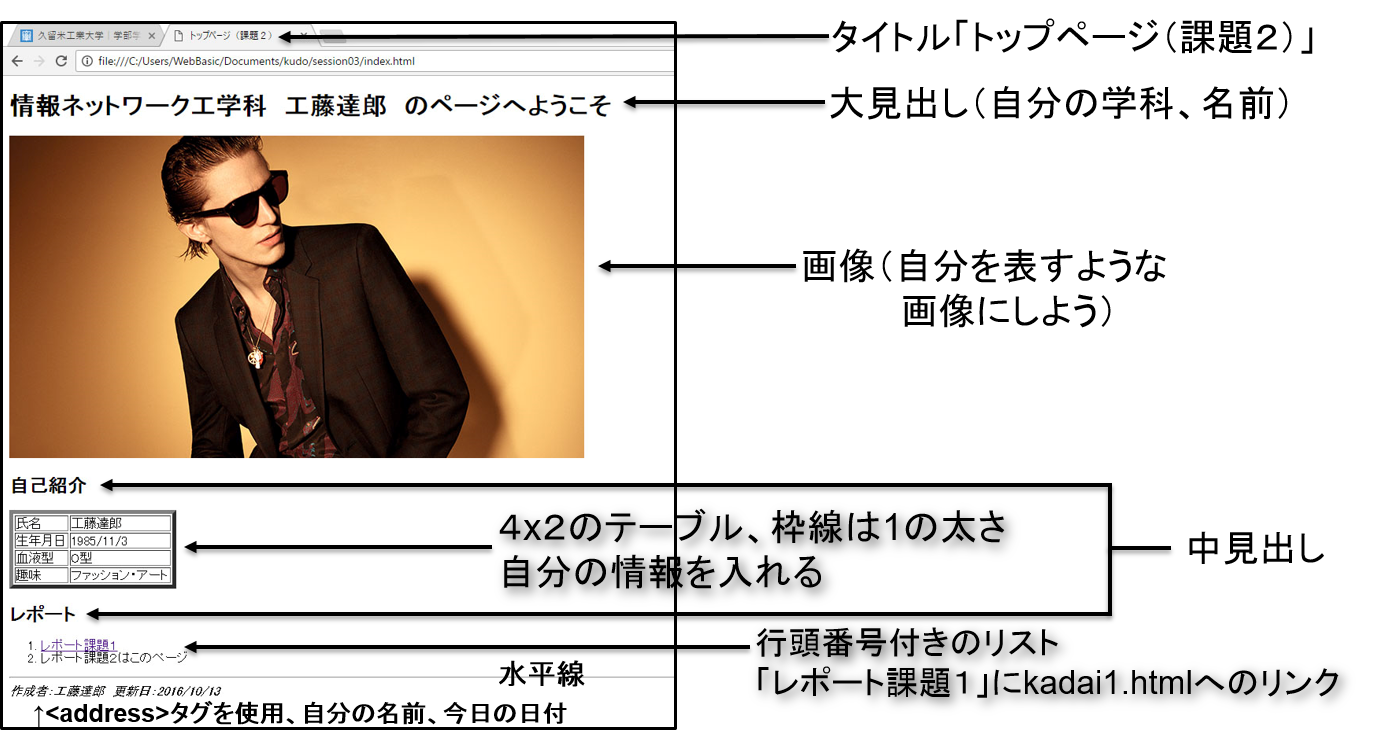 久留米工業大学｜学部学
トップページ（課題２）
タイトル「トップページ（課題２）」
file:///C:/Users/WebBasic/Documents/kudo/session03/index.html
情報ネットワーク工学科　工藤達郎　のページへようこそ
大見出し（自分の学科、名前）
画像（自分を表すような
画像にしよう）
自己紹介
氏名 工藤達郎
生年月日 1985/11/3
血液型 O型
趣味 ファッション・アート
4x2のテーブル、枠線は1の太さ
自分の情報を入れる
中見出し
レポート
1. レポート課題1
2. レポート課題2はこのページ
行頭番号付きのリスト
「レポート課題１」にkadai1.htmlへのリンク
水平線
作成者：工藤達郎　更新日：2016/10/13
↑<address>タグを使用、自分の名前、今日の日付